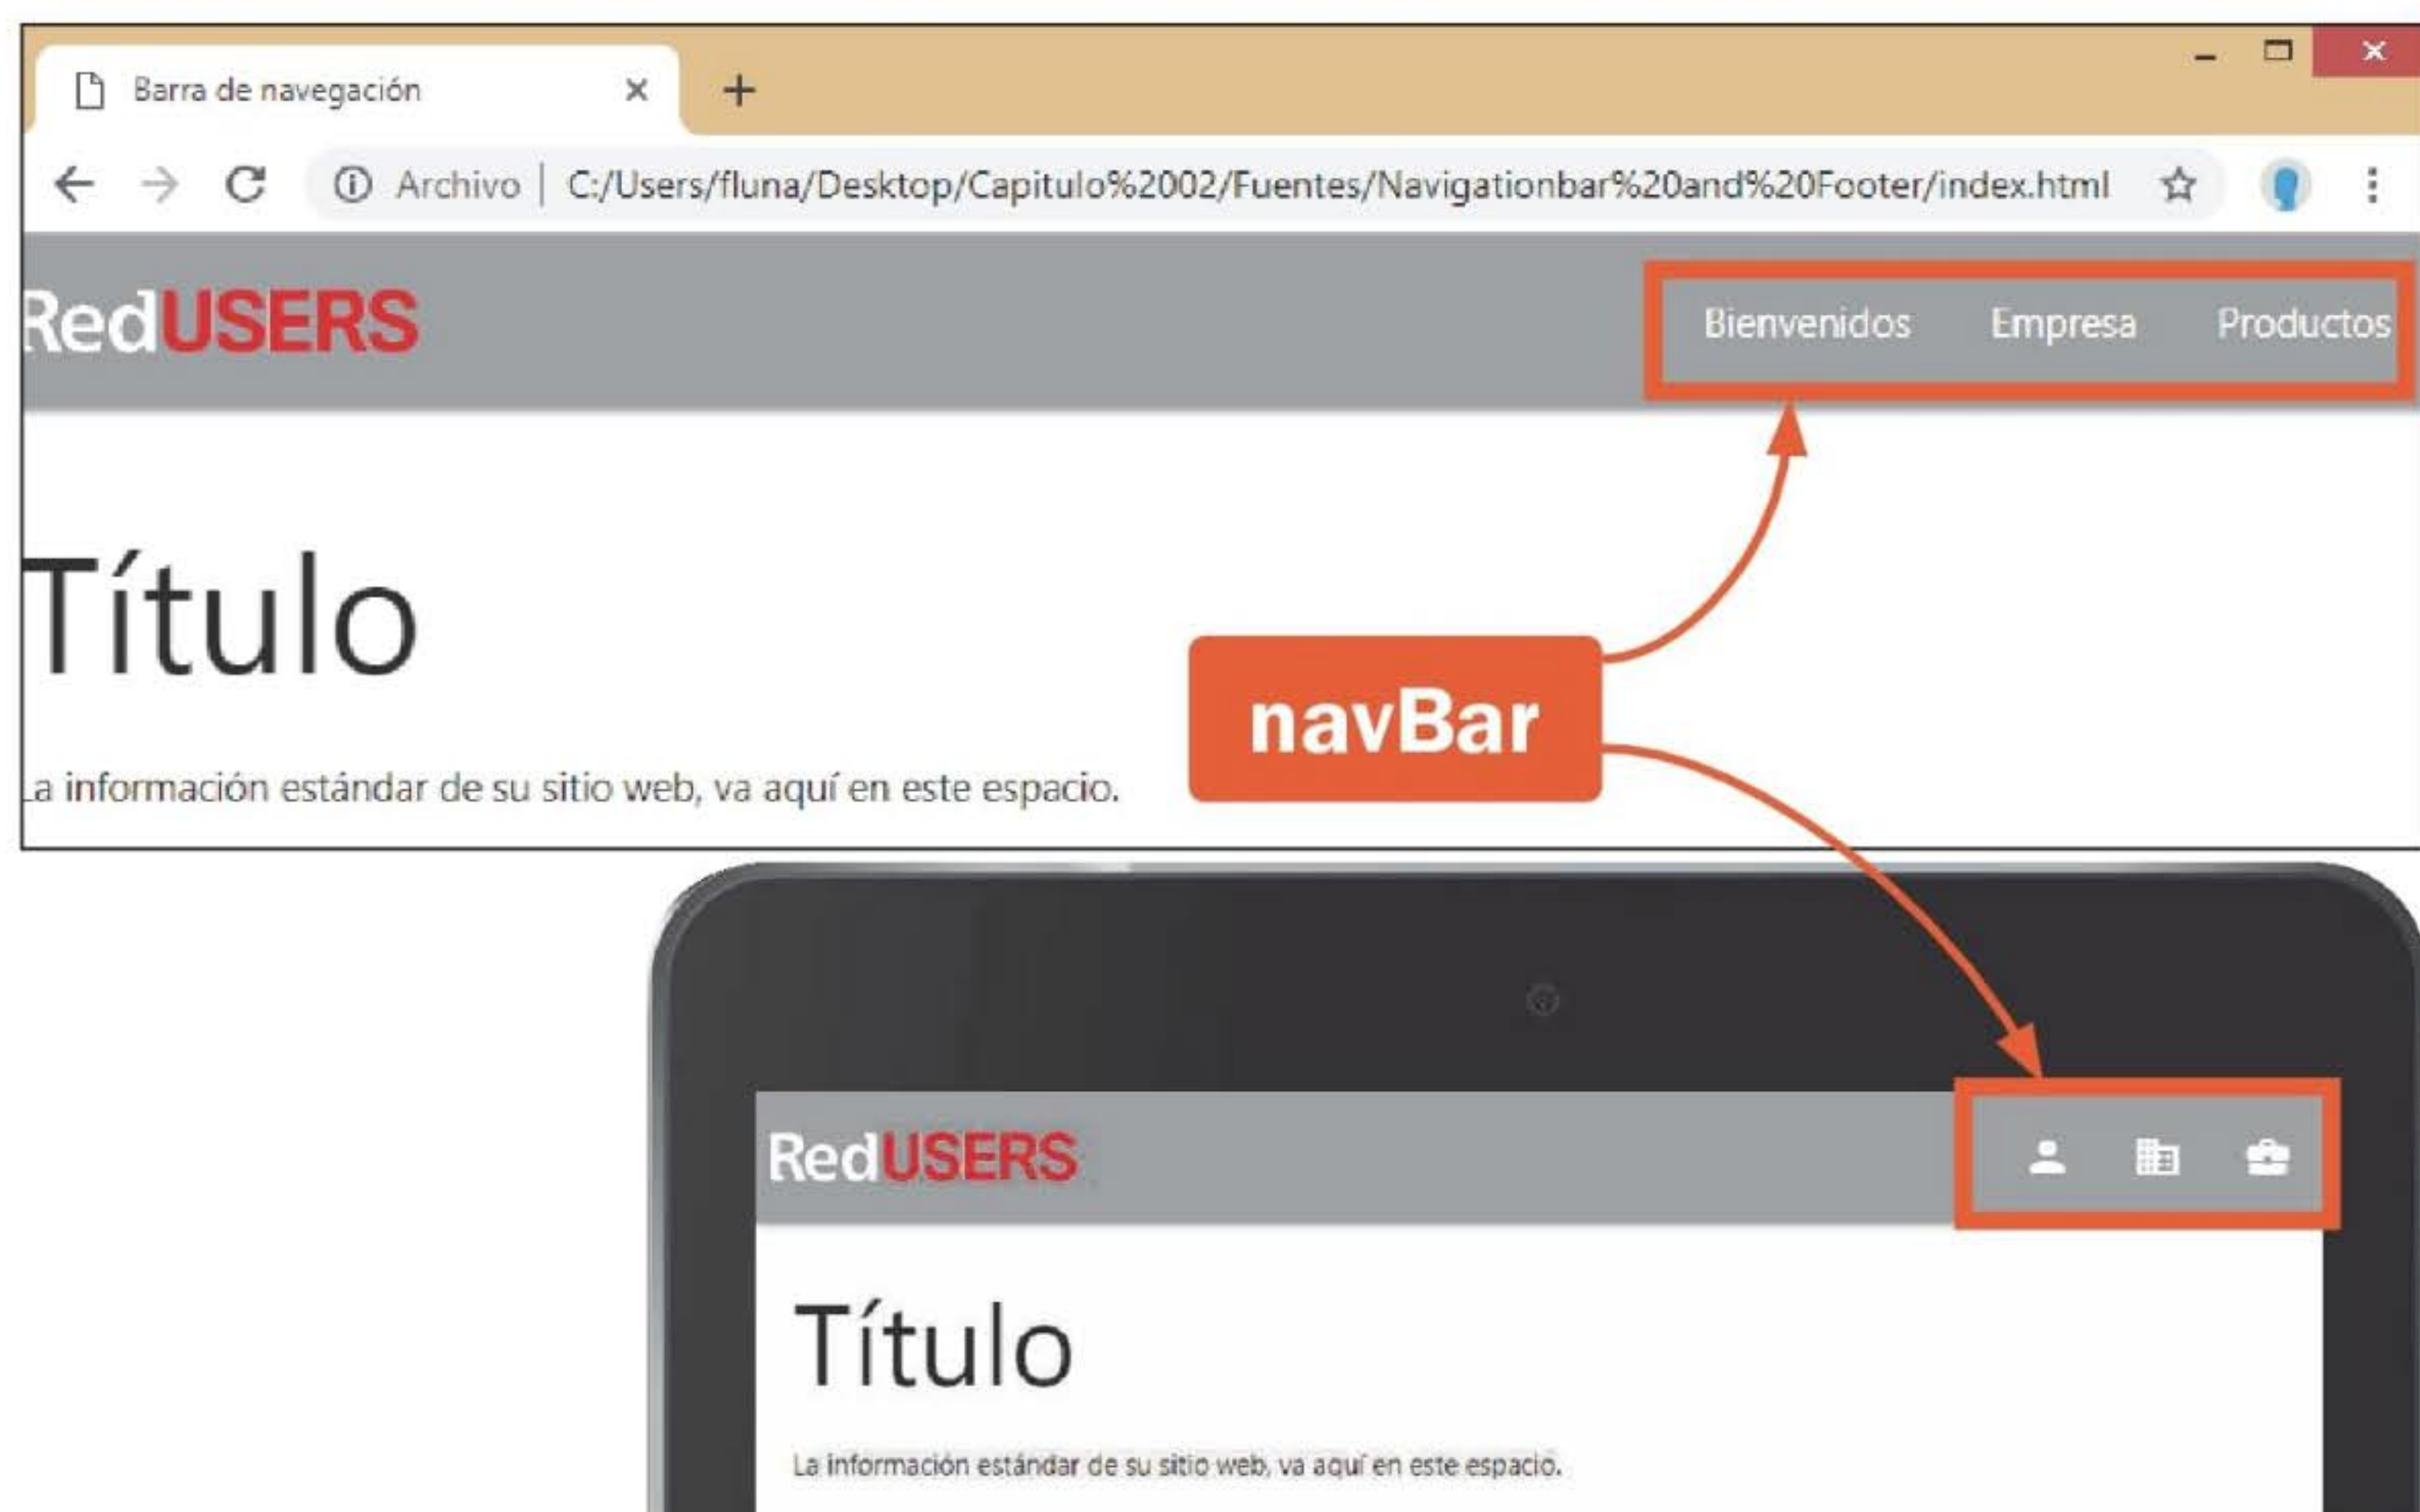 Barra de navegación
Archivo | C:/Users/fluna/Desktop/Capitulo%2002/Fuentes/Navigationbar%20and%20Footer/index.html
RedUSERS
Bienvenidos Empresa Productos
Título
La información estándar de su sitio web, va aquí en este espacio.
navBar
RedUSERS
Título
La información estándar de su sitio web, va aquí en este espacio.